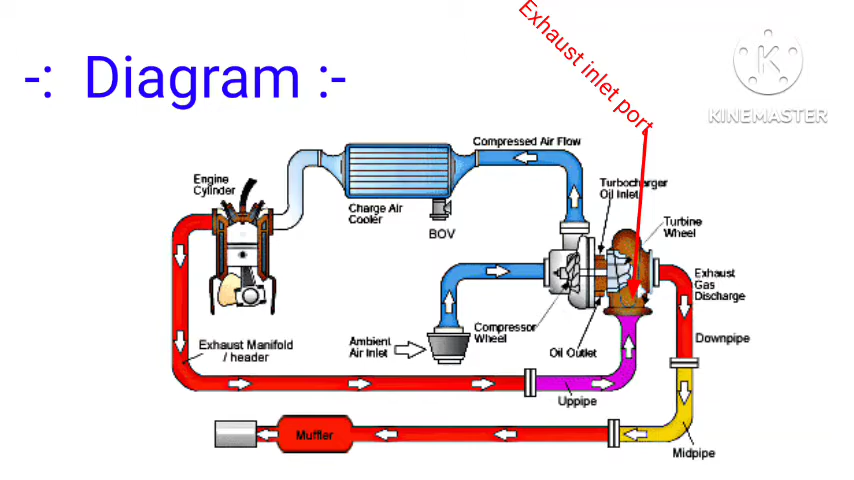 Exhaust inlet port
-: Diagram :-
K
KINEMASTER
Compressed Air Flow
Engine
Cylinder
Turbocharger
Oil Inlet
Charge Air
Cooler
BOV
Turbine
Wheel
Exhaust
Gas
Discharge
Compressor
Wheel
Ambient
Air Inlet
Oil Outlet
Downpipe
Exhaust Manifold
/ header
Uppipe
Muffler
Midpipe